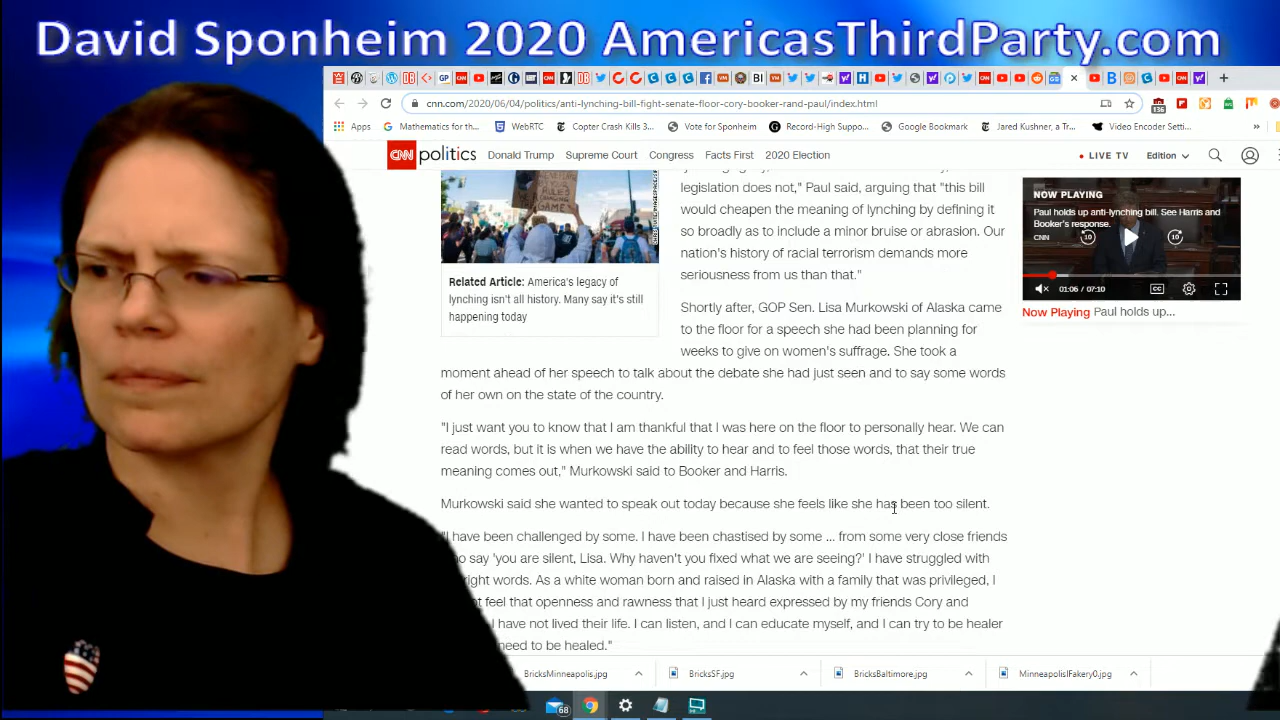 David Sponheim 2020 AmericasThirdParty.com
cnn.com/2020/06/04/politics/anti-lynching-bill-fight-senate-floor-cory-booker-rand-paul/index.html
Apps Mathematics for th... WebRTC Copter Crash Kills 3... Vote for Sponheim Record-High Suppo... Google Bookmark Jared Kushner, a Tr... Video Encoder Setti... »
CNN politics Donald Trump Supreme Court Congress Facts First 2020 Election LIVE TV Edition
legislation does not," Paul said, arguing that "this bill
would cheapen the meaning of lynching by defining it
so broadly as to include a minor bruise or abrasion. Our
nation's history of racial terrorism demands more
seriousness from us than that."
Related Article: America's legacy of
lynching isn't all history. Many say it's still
happening today
Shortly after, GOP Sen. Lisa Murkowski of Alaska came
to the floor for a speech she had been planning for
weeks to give on women's suffrage. She took a
moment ahead of her speech to talk about the debate she had just seen and to say some words
of her own on the state of the country.
"I just want you to know that I am thankful that I was here on the floor to personally hear. We can
read words, but it is when we have the ability to hear and to feel those words, that their true
meaning comes out," Murkowski said to Booker and Harris.
Murkowski said she wanted to speak out today because she feels like she has been too silent.
"I have been challenged by some. I have been chastised by some ... from some very close friends
say 'you are silent, Lisa. Why haven't you fixed what we are seeing?' I have struggled with
right words. As a white woman born and raised in Alaska with a family that was privileged, I
feel that openness and rawness that I just heard expressed by my friends Cory and
I have not lived their life. I can listen, and I can educate myself, and I can try to be healer
need to be healed."
NOW PLAYING
Paul holds up anti-lynching bill. See Harris and
Booker's response.
CNN
10 10
01:06 / 07:10 CC
Now Playing Paul holds up...
BricksMinneapolis.jpg BricksSF.jpg BricksBaltimore.jpg MinneapolisIFakery0.jpg
68
136